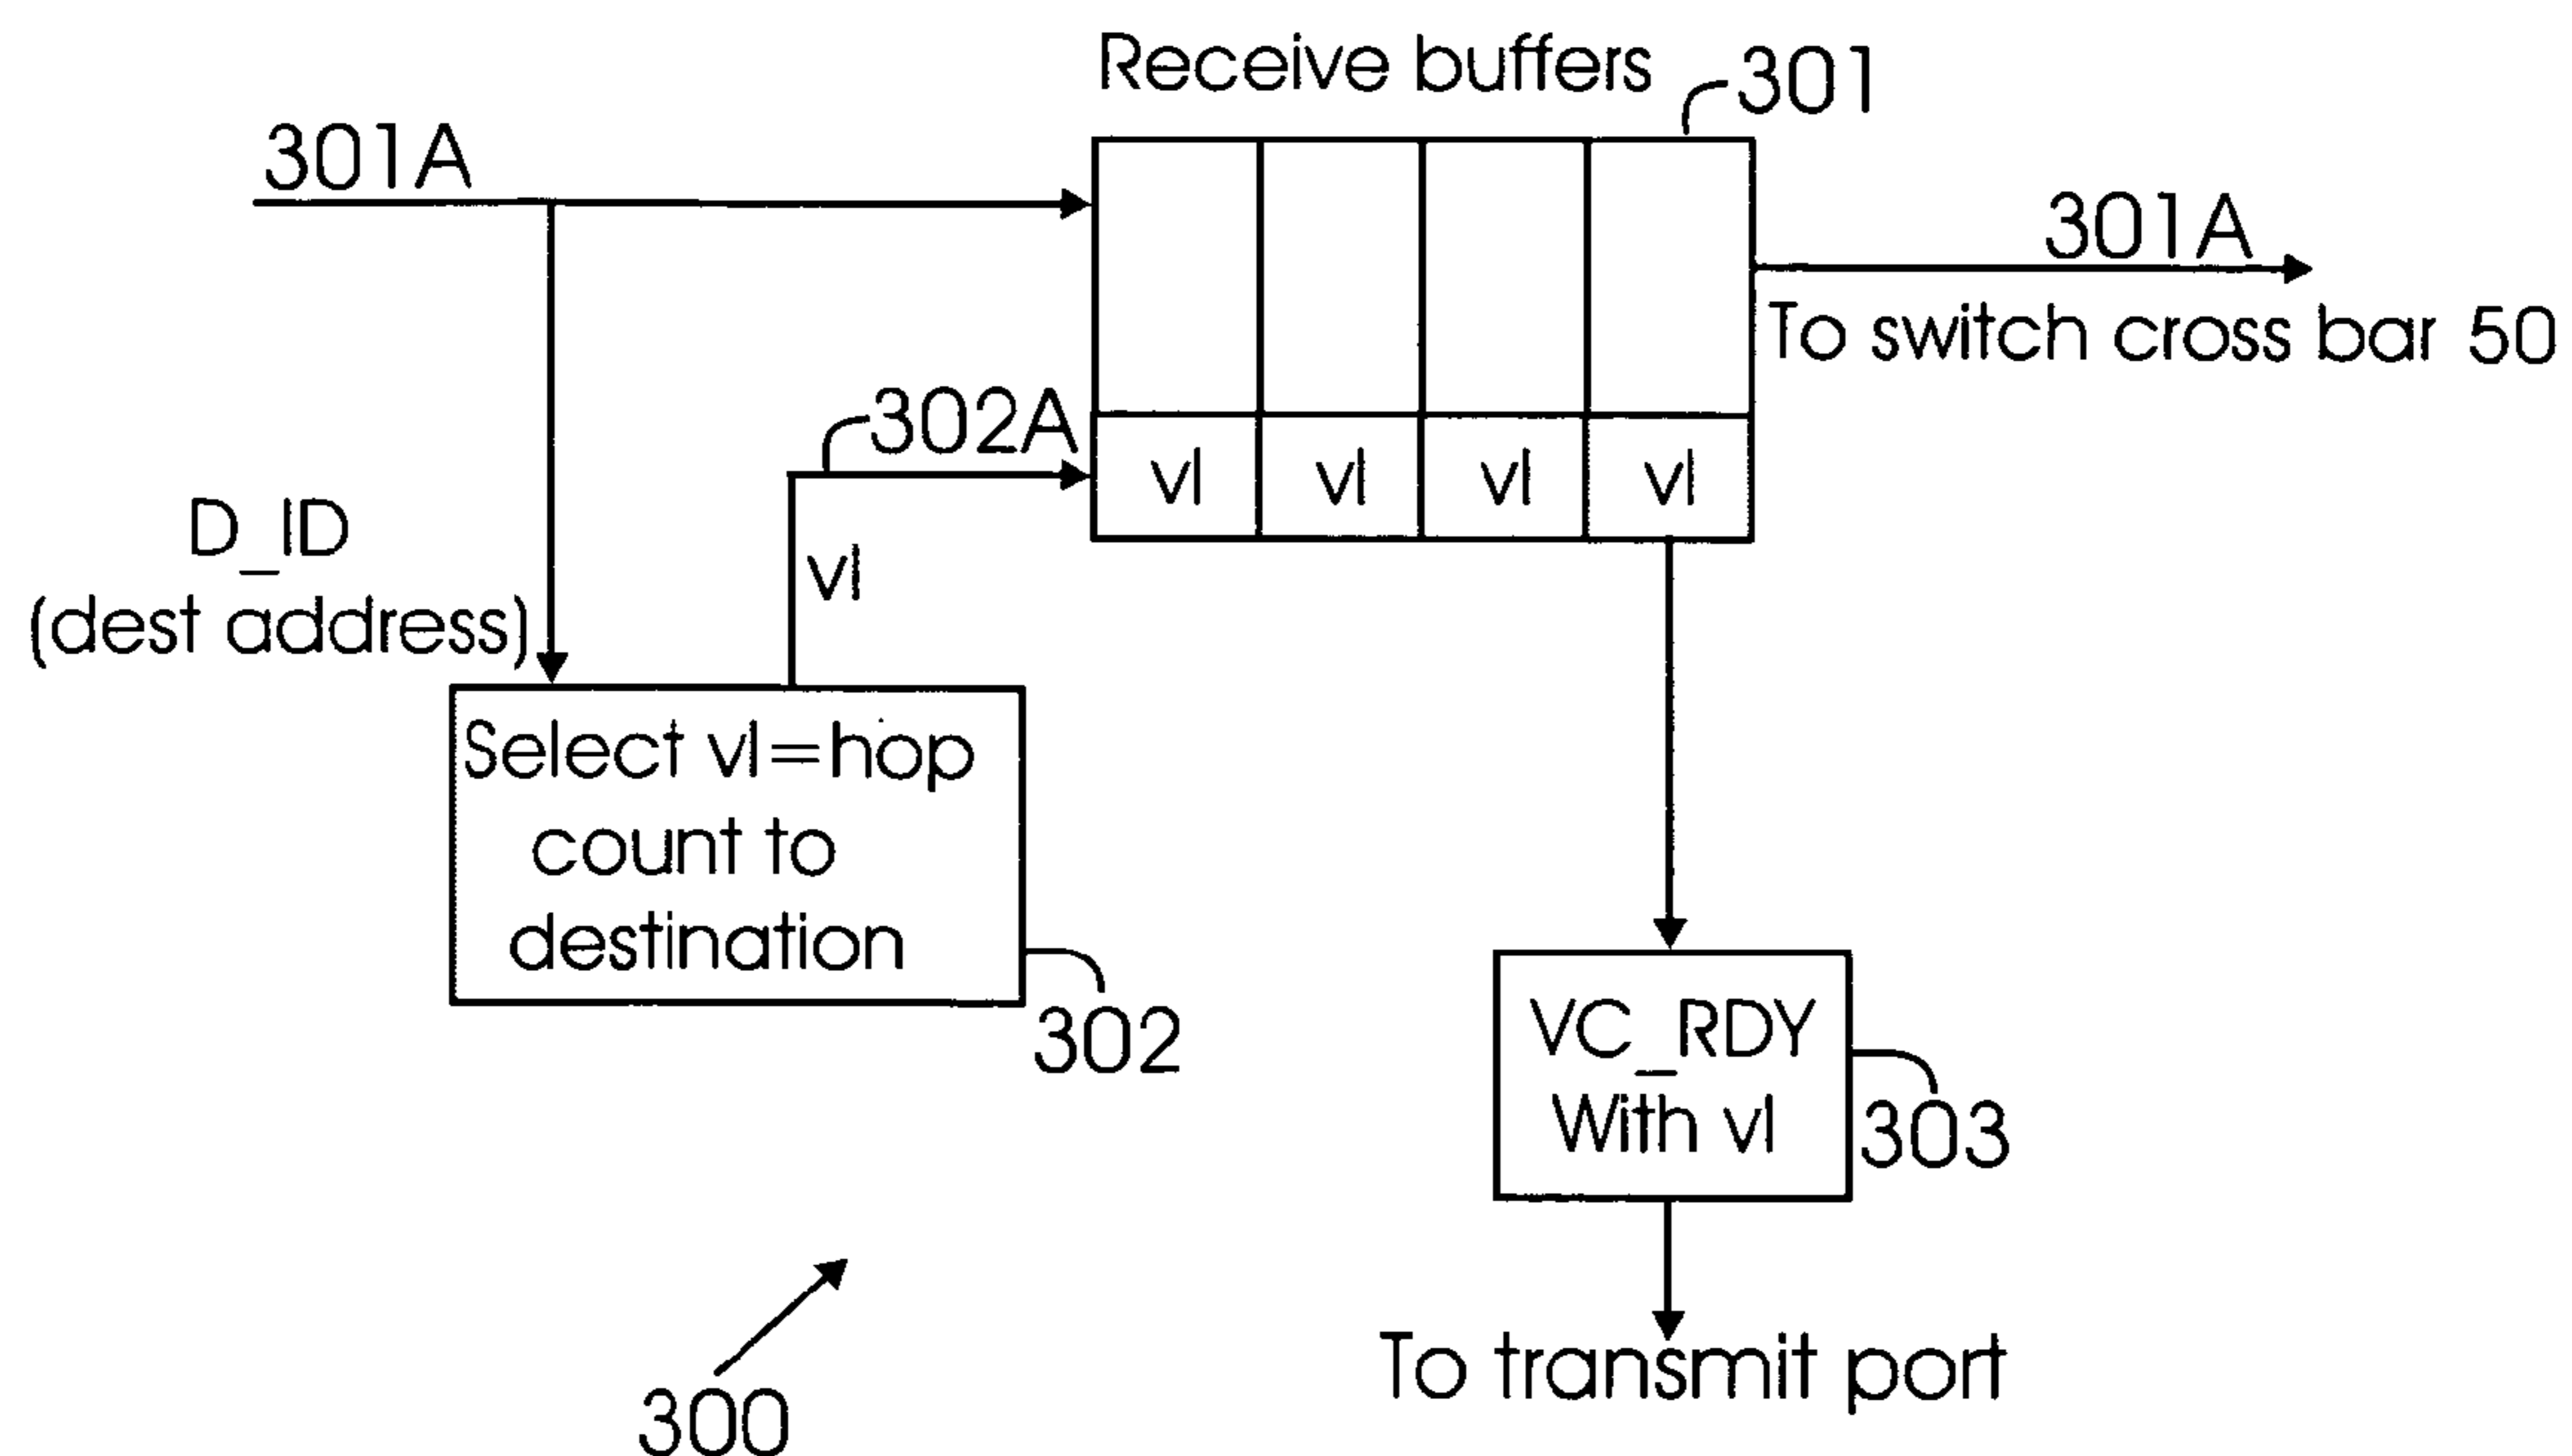 Receive buffers
301
301A
301A
To switch cross bar 50
302A
vl vl vl vl
D_ID
(dest address)
vl
Select vl=hop
count to
destination
302
VC_RDY
With vl
303
To transmit port
300